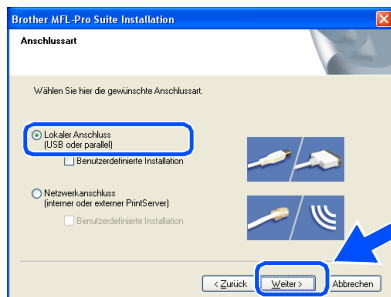 Brother MFL-Pro Suite Installation
Anschlussart
Wählen Sie hier die gewünschte Anschlussart.
Lokaler Anschluss
(USB oder parallel)
Benutzerdefinierte Installation
Netzwerkanschluss
(interner oder externer PrintServer)
Benutzerdefinierte Installation
< Zurück
Weiter >
Abbrechen